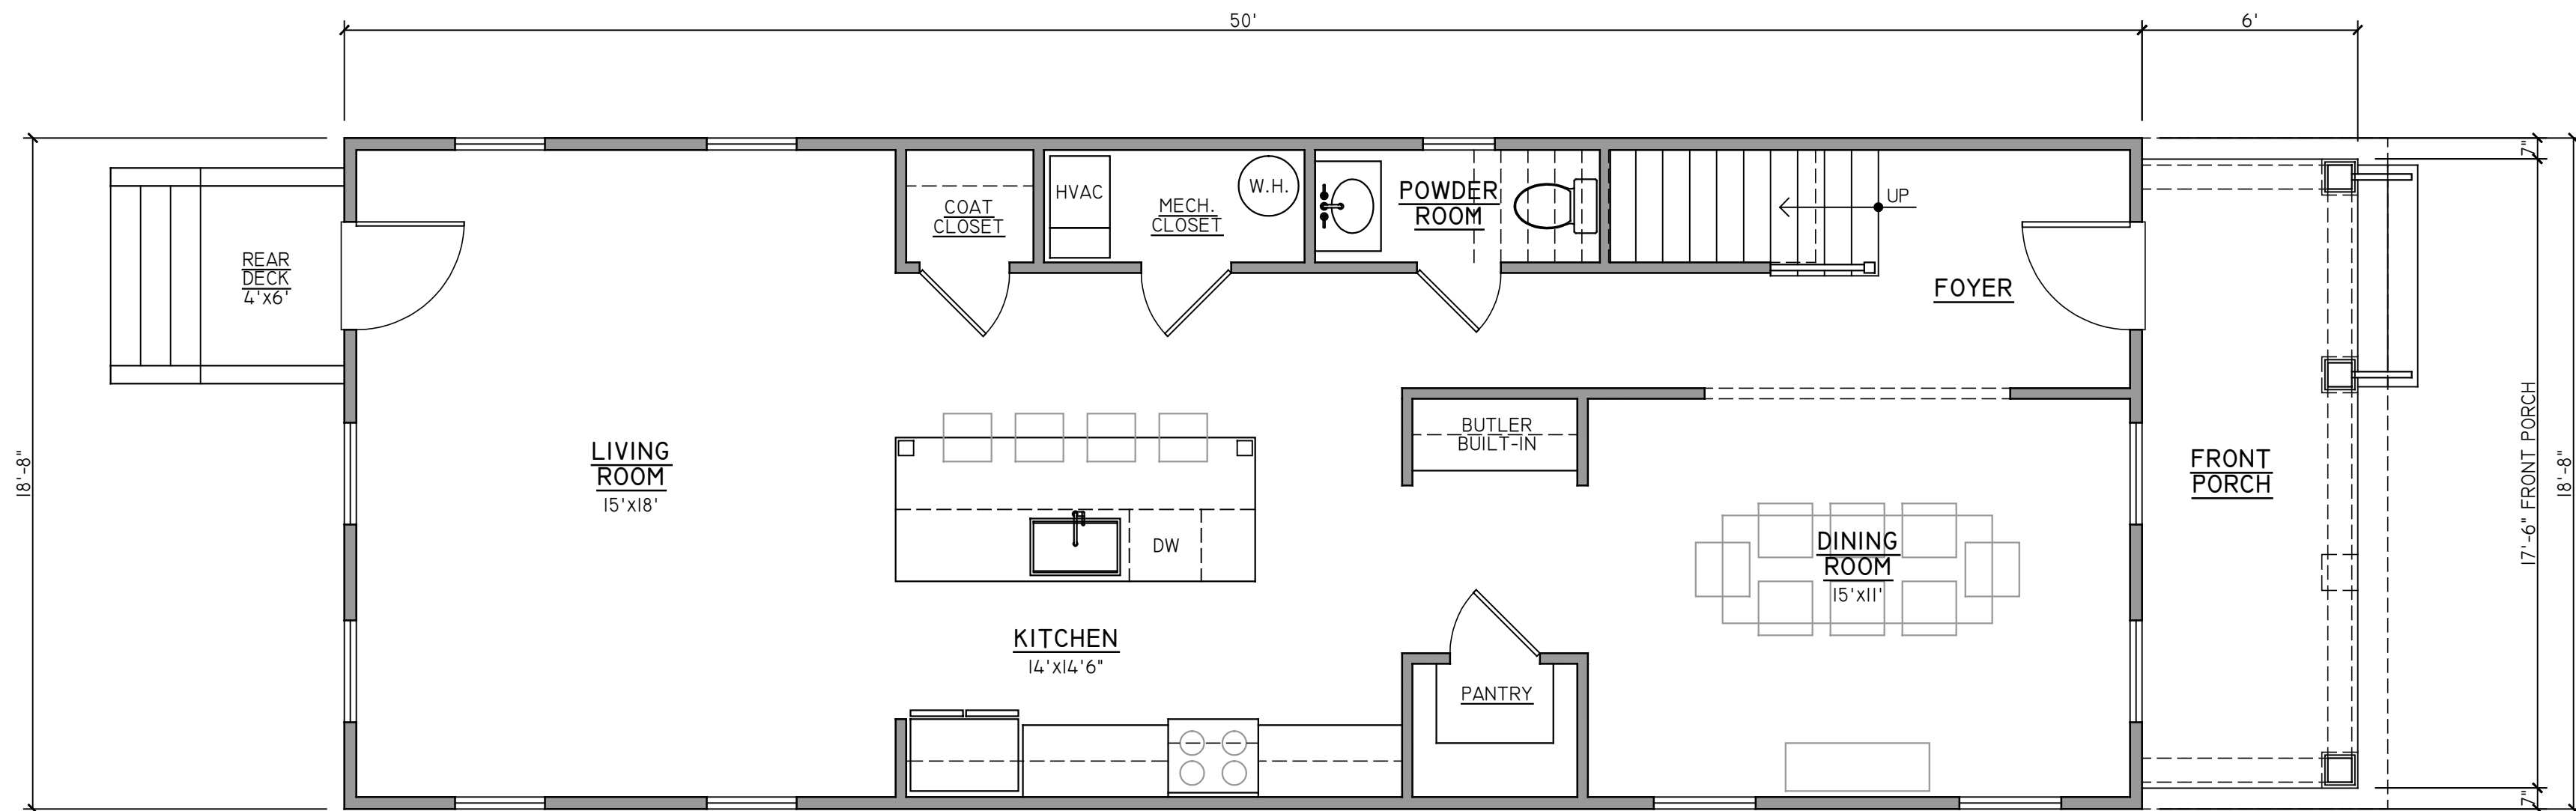 50'
6'
7"
HVAC
W.H.
MECH.
CLOSET
COAT
CLOSET
POWDER
ROOM
UP
REAR
DECK
4'x6'
FOYER
18'-8"
LIVING
ROOM
15'x18'
BUTLER
BUILT-IN
DW
DINING
ROOM
15'x11'
FRONT
PORCH
17'-6" FRONT PORCH
18'-8"
KITCHEN
14'x14'6"
PANTRY
7"